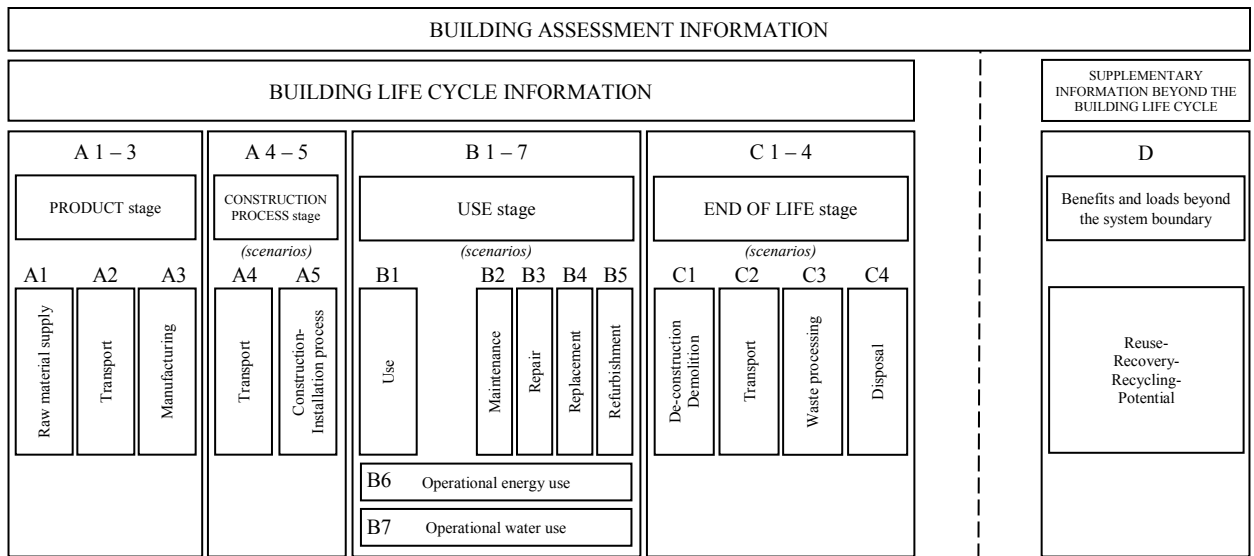 BUILDING ASSESSMENT INFORMATION
BUILDING LIFE CYCLE INFORMATION
SUPPLEMENTARY
INFORMATION BEYOND THE
BUILDING LIFE CYCLE
A 1 – 3
PRODUCT stage
A1
A2
A3
Raw material supply
Transport
Manufacturing
A 4 – 5
CONSTRUCTION
PROCESS stage
(scenarios)
A4
A5
Transport
Construction-
Installation process
B 1 – 7
USE stage
(scenarios)
B1
B2
B3
B4
B5
Use
Maintenance
Repair
Replacement
Refurbishment
B6 Operational energy use
B7 Operational water use
C 1 – 4
END OF LIFE stage
(scenarios)
C1
C2
C3
C4
De-construction
Demolition
Transport
Waste processing
Disposal
D
Benefits and loads beyond
the system boundary
Reuse-
Recovery-
Recycling-
Potential